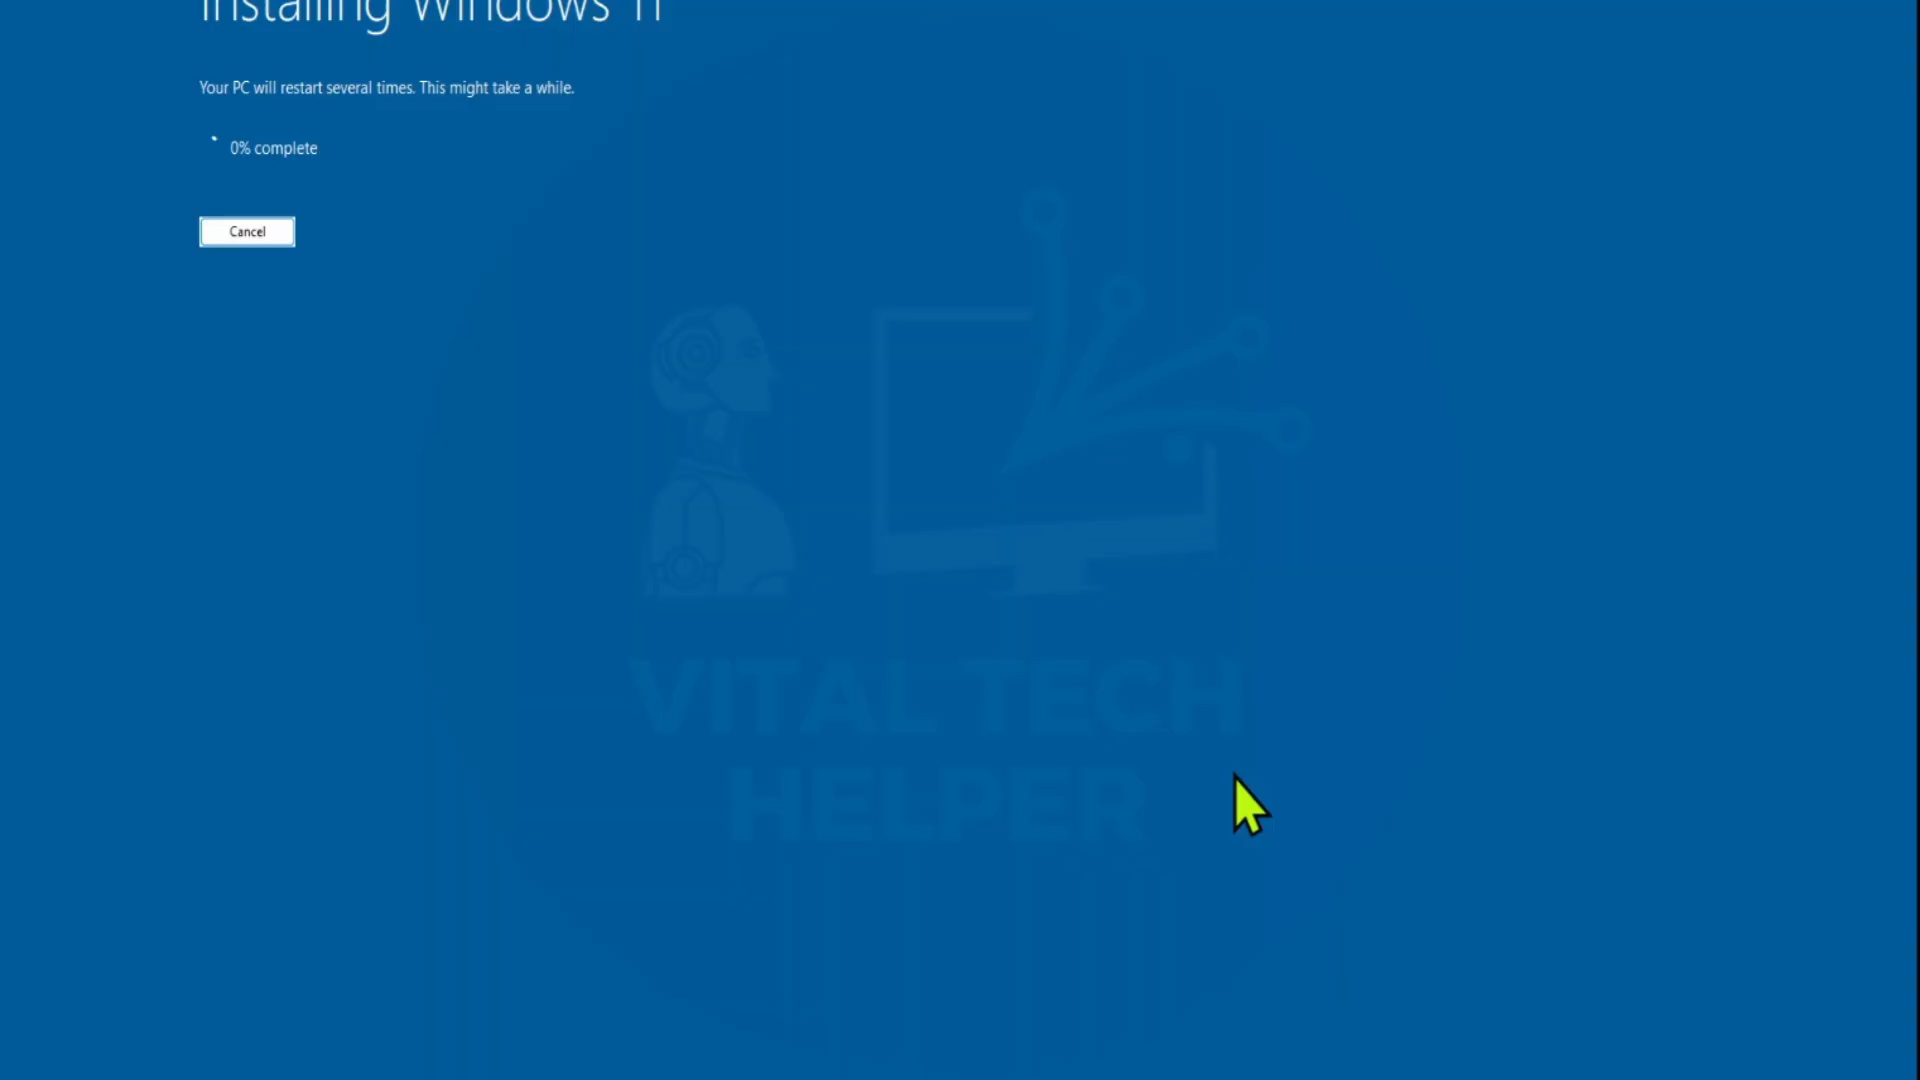 Installing Windows 11
Your PC will restart several times. This might take a while.
0% complete
Cancel
VITAL TECH
HELPER